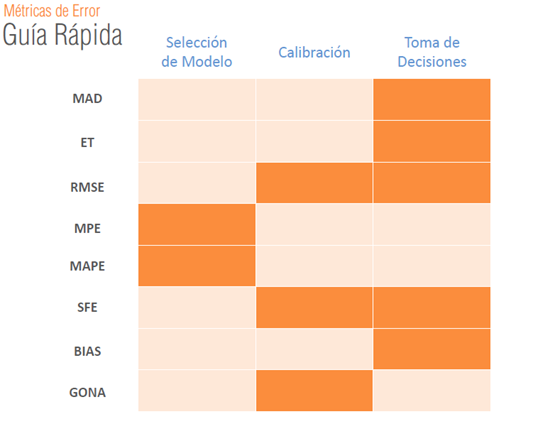 Métricas de Error
Guía Rápida
Selección
de Modelo
Calibración
Toma de
Decisiones
MAD
ET
RMSE
MPE
MAPE
SFE
BIAS
GONA